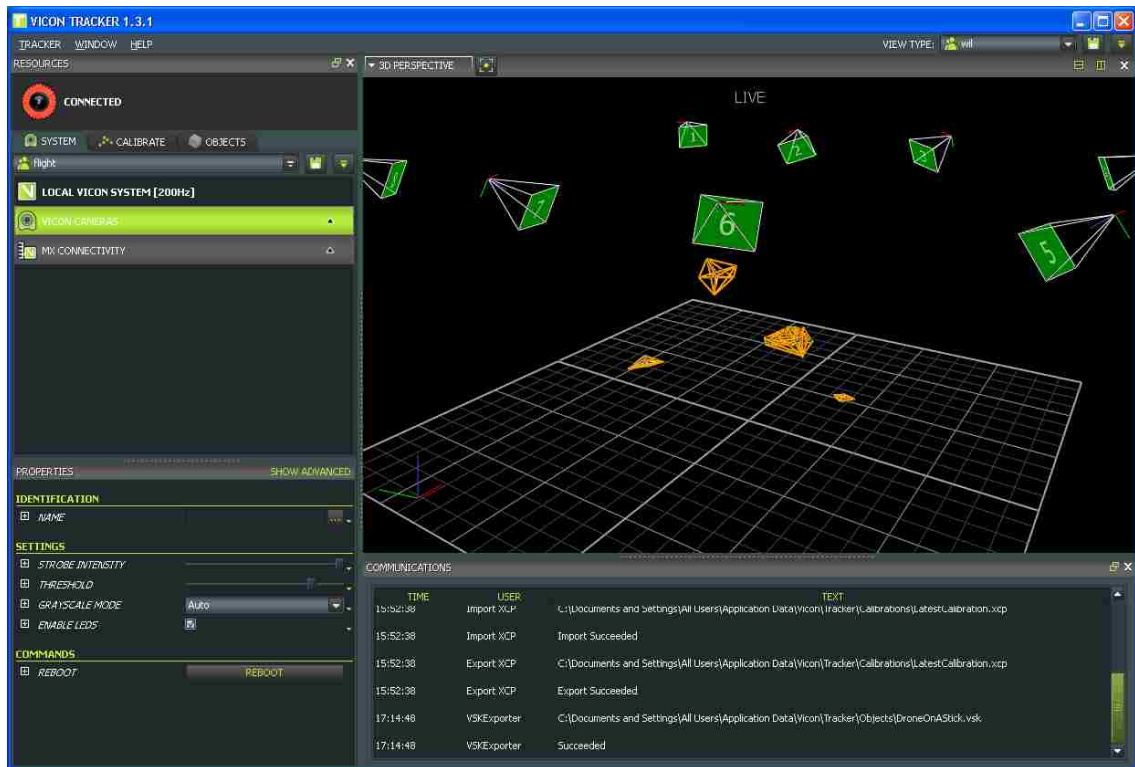 VICON TRACKER 1.3.1
TRACKER WINDOW HELP
VIEW TYPE: wil
RESOURCES
3D PERSPECTIVE
CONNECTED
LIVE
SYSTEM CALIBRATE OBJECTS
flight
LOCAL VICON SYSTEM [200Hz]
VICON CAMERAS
MX CONNECTIVITY
1
2
3
7
6
5
PROPERTIES SHOW ADVANCED
IDENTIFICATION
NAME
...
SETTINGS
STROBE INTENSITY
THRESHOLD
GRAYSCALE MODE Auto
ENABLE LEDS
COMMANDS
REBOOT REBOOT
COMMUNICATIONS
TIME USER TEXT
15:52:38 Import XCP C:\Documents and Settings\All Users\Application Data\Vicon\Tracker\Calibrations\LatestCalibration.xcp
15:52:38 Import XCP Import Succeeded
15:52:38 Export XCP C:\Documents and Settings\All Users\Application Data\Vicon\Tracker\Calibrations\LatestCalibration.xcp
15:52:38 Export XCP Export Succeeded
17:14:48 VSKExporter C:\Documents and Settings\All Users\Application Data\Vicon\Tracker\Objects\DroneOnAStick.vsk
17:14:48 VSKExporter Succeeded